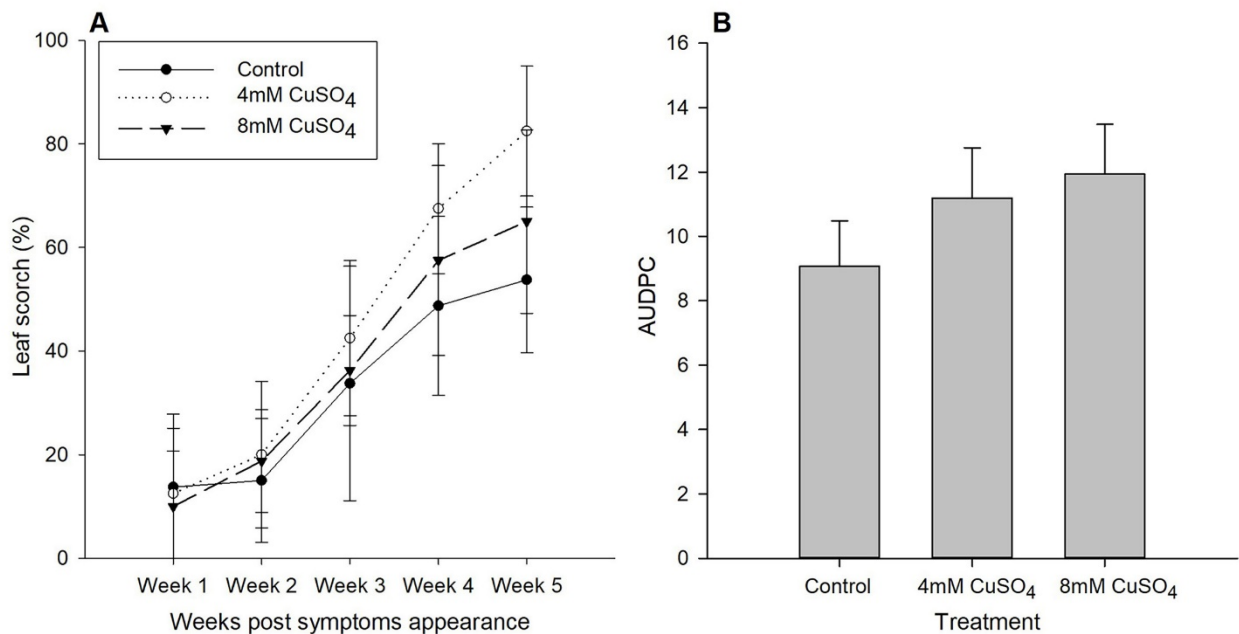 A
Leaf scorch (%)
100
80
60
40
20
0
Control
4mM CuSO4
8mM CuSO4
Week 1 Week 2 Week 3 Week 4 Week 5
Weeks post symptoms appearance
B
AUDPC
16
14
12
10
8
6
4
2
0
Control 4mM CuSO4 8mM CuSO4
Treatment